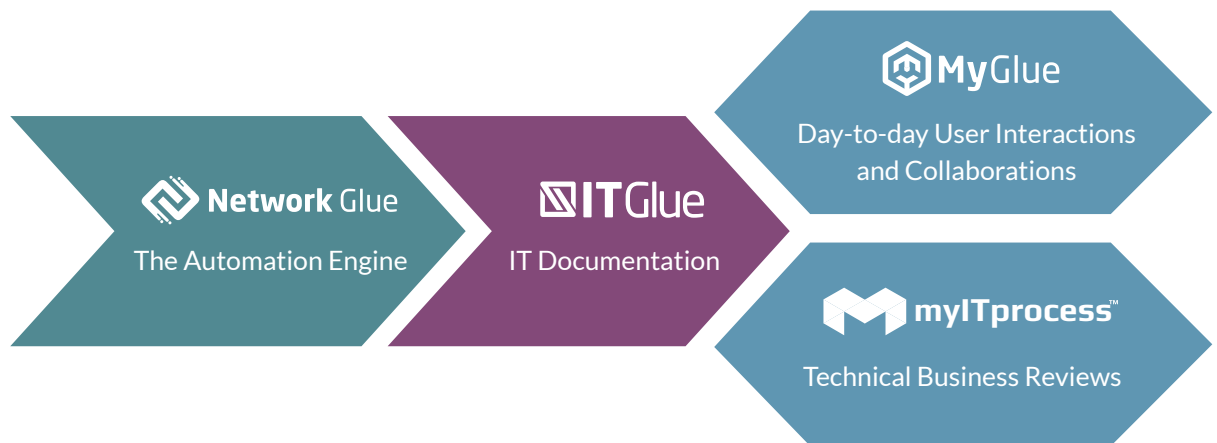 Network Glue
The Automation Engine
ITGlue
IT Documentation
MyGlue
Day-to-day User Interactions
and Collaborations
myITprocess™
Technical Business Reviews